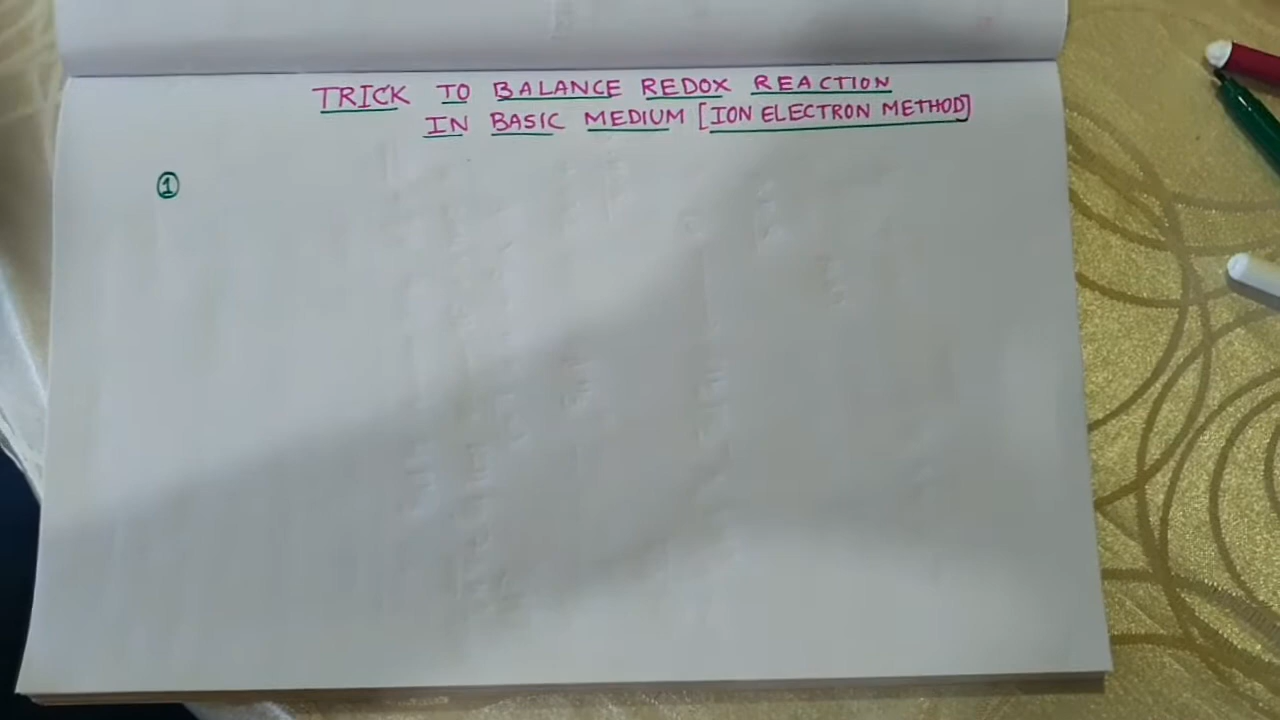 TRICK TO BALANCE REDOX REACTION
IN BASIC MEDIUM [ION ELECTRON METHOD]
①